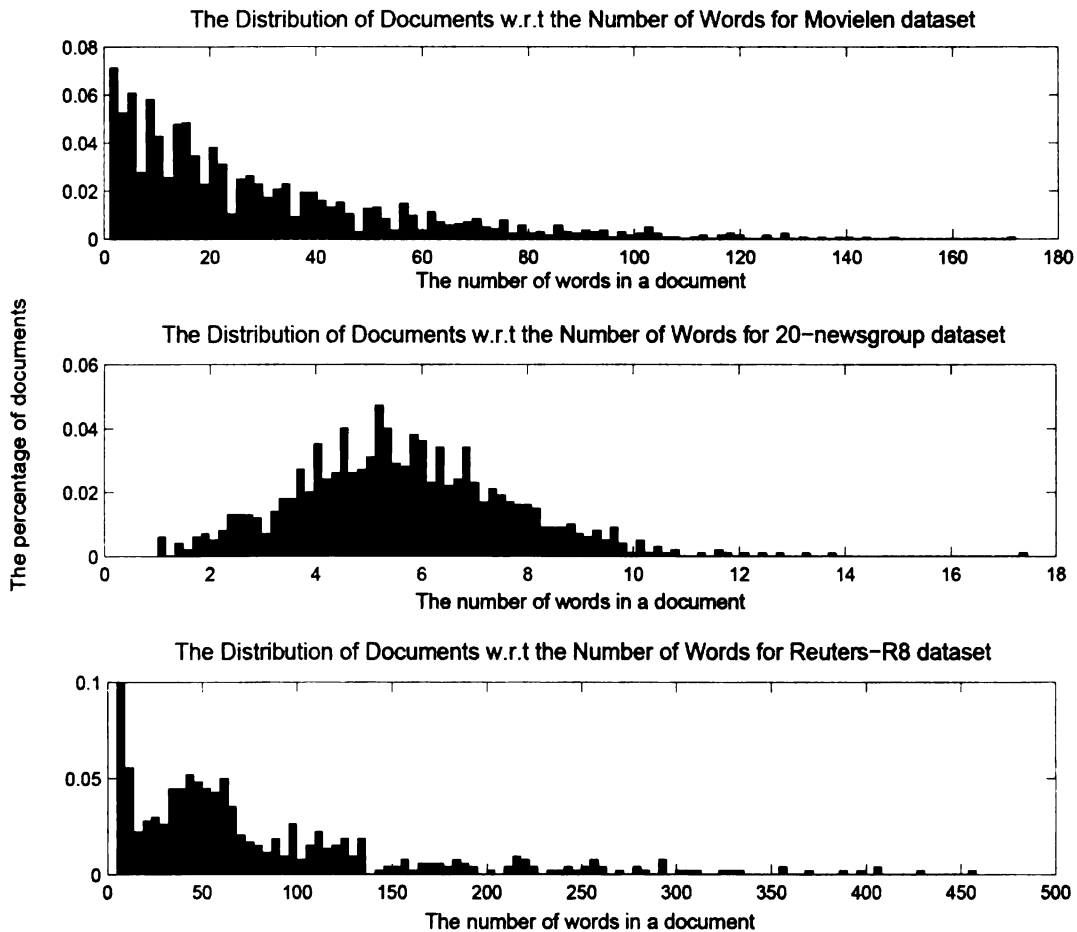 The Distribution of Documents w.r.t the Number of Words for Movielen dataset
0.08
0.06
0.04
0.02
0
0 20 40 60 80 100 120 140 160 180
The number of words in a document
The percentage of documents
The Distribution of Documents w.r.t the Number of Words for 20-newsgroup dataset
0.06
0.04
0.02
0
0 2 4 6 8 10 12 14 16 18
The number of words in a document
The Distribution of Documents w.r.t the Number of Words for Reuters-R8 dataset
0.1
0.05
0
0 50 100 150 200 250 300 350 400 450 500
The number of words in a document